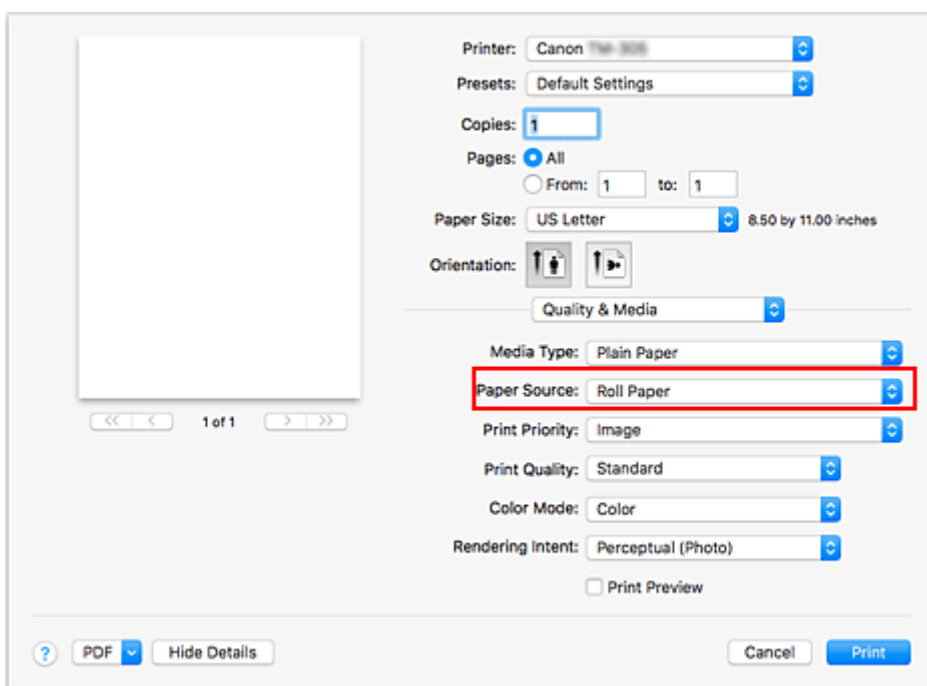 Printer: Canon
Presets: Default Settings
Copies: 1
Pages: All
From: 1 to: 1
Paper Size: US Letter 8.50 by 11.00 inches
Orientation:
Quality & Media
Media Type: Plain Paper
Paper Source: Roll Paper
<< < 1 of 1 > >>
Print Priority: Image
Print Quality: Standard
Color Mode: Color
Rendering Intent: Perceptual (Photo)
Print Preview
? PDF Hide Details Cancel Print